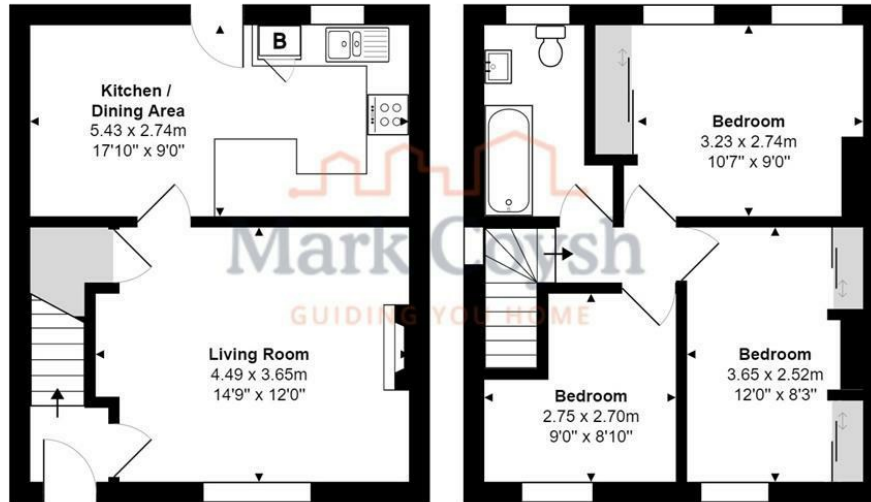 Kitchen /
Dining Area
5.43 x 2.74m
17'10" x 9'0"
B
Bedroom
3.23 x 2.74m
10'7" x 9'0"
Mark Coysh
GUIDING YOU HOME
Living Room
4.49 x 3.65m
14'9" x 12'0"
Bedroom
2.75 x 2.70m
9'0" x 8'10"
Bedroom
3.65 x 2.52m
12'0" x 8'3"